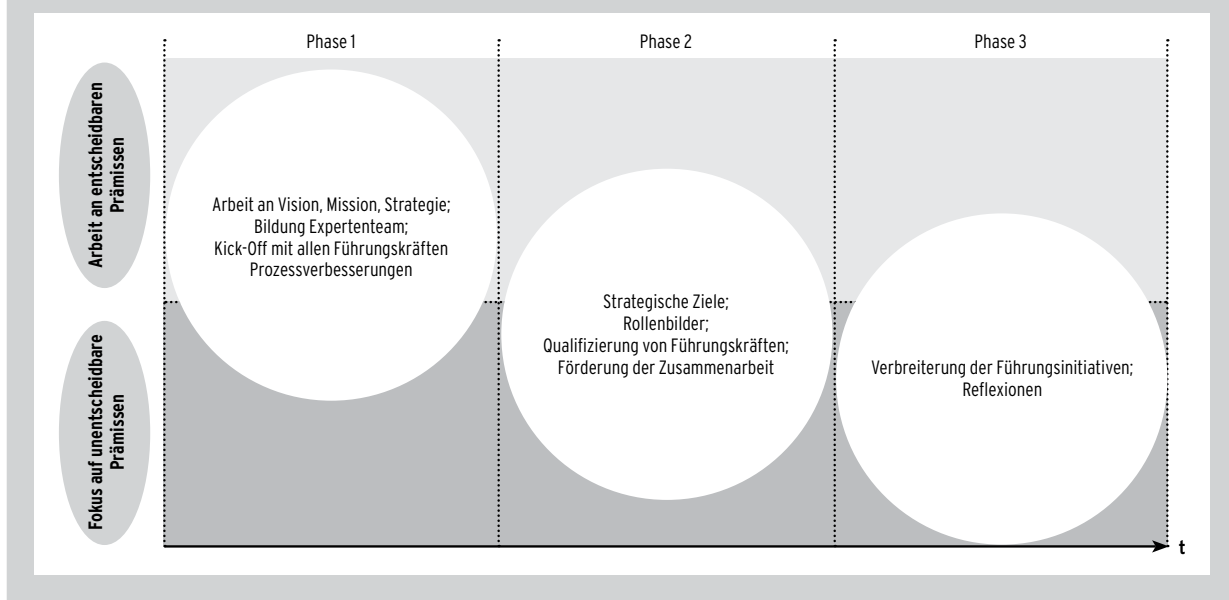 Phase 1
Phase 2
Phase 3
Arbeit an entscheidbaren
Prämissen
Fokus auf unentscheidbare
Prämissen
Arbeit an Vision, Mission, Strategie;
Bildung Expertenteam;
Kick-Off mit allen Führungskräften
Prozessverbesserungen
Strategische Ziele;
Rollenbilder;
Qualifizierung von Führungskräften;
Förderung der Zusammenarbeit
Verbreiterung der Führungsinitiativen;
Reflexionen
t